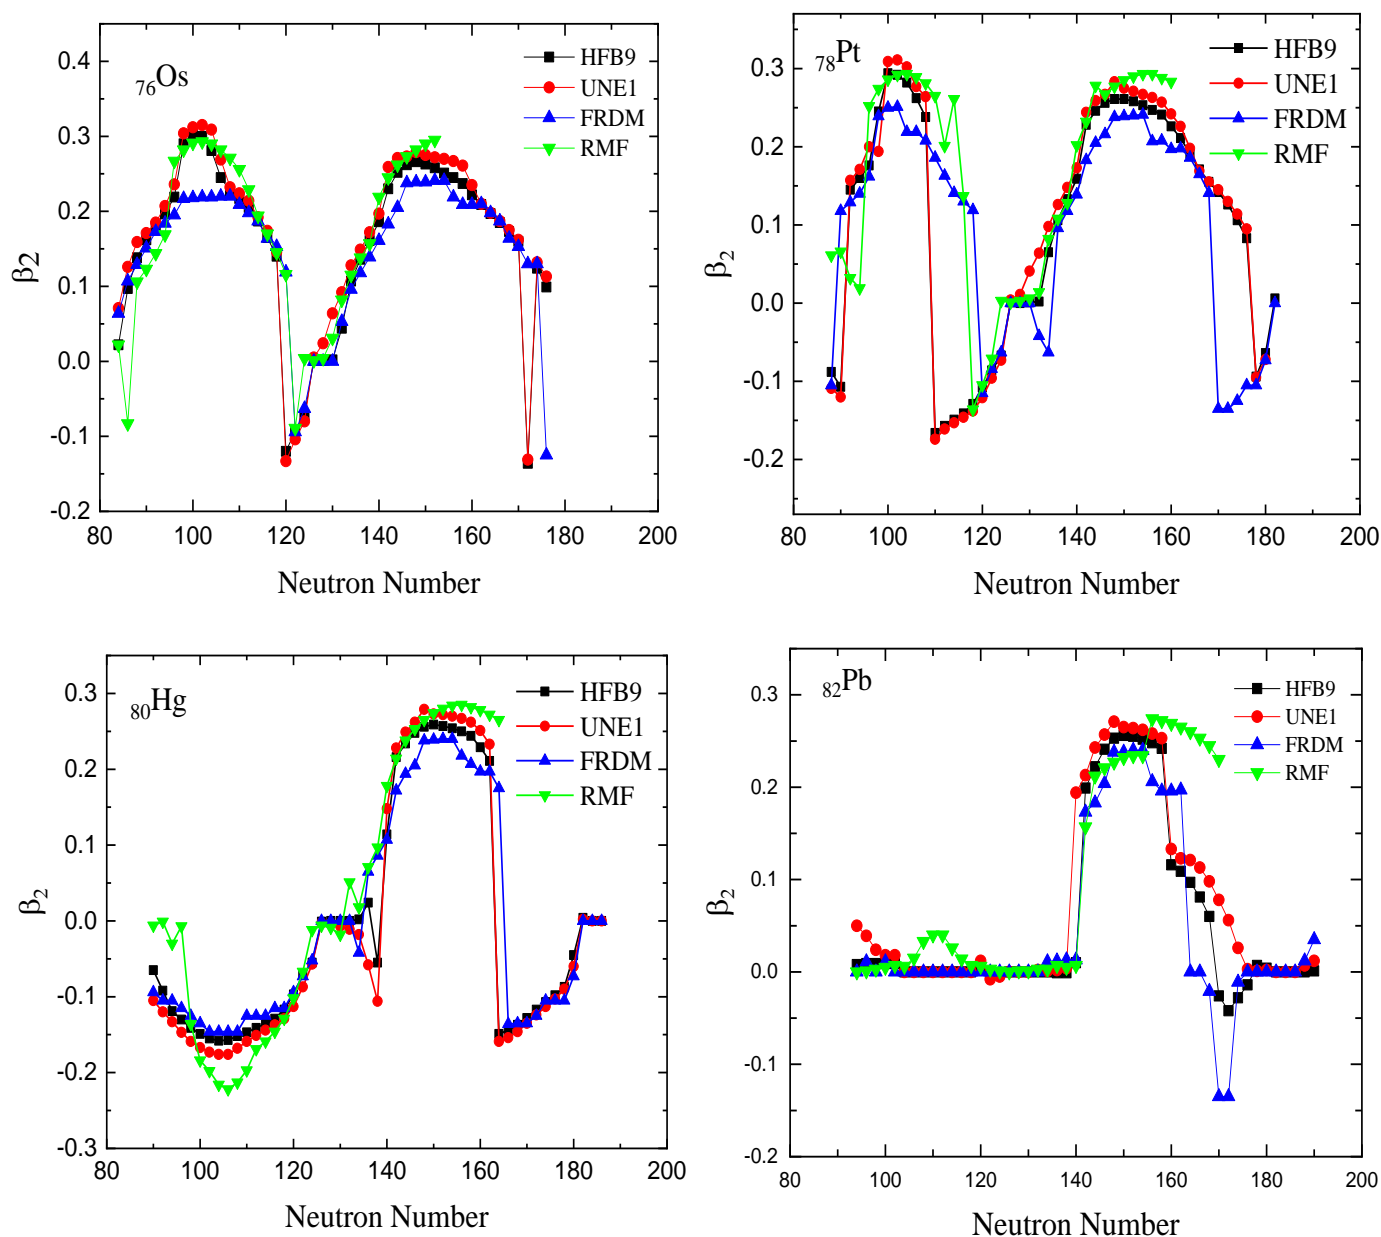 ₇₆Os
HFB9
UNE1
FRDM
RMF
0.4
0.3
0.2
0.1
0.0
-0.1
-0.2
β₂
80 100 120 140 160 180 200
Neutron Number
₇₈Pt
HFB9
UNE1
FRDM
RMF
0.3
0.2
0.1
0.0
-0.1
-0.2
β₂
80 100 120 140 160 180 200
Neutron Number
₈₀Hg
HFB9
UNE1
FRDM
RMF
0.3
0.2
0.1
0.0
-0.1
-0.2
-0.3
β₂
80 100 120 140 160 180 200
Neutron Number
₈₂Pb
HFB9
UNE1
FRDM
RMF
0.3
0.2
0.1
0.0
-0.1
-0.2
β₂
80 100 120 140 160 180 200
Neutron Number